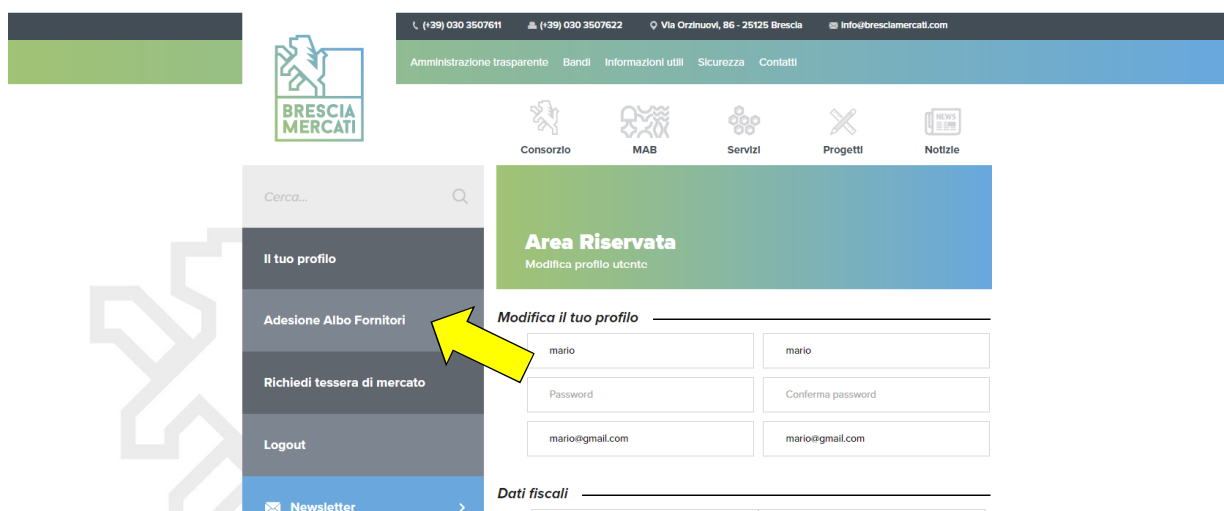 (+39) 030 3507611 (+39) 030 3507622 Via Orzinuovi, 86 - 25125 Brescia info@bresciamercati.com
Amministrazione trasparente Bandi Informazioni utili Sicurezza Contatti
BRESCIA
MERCATI
NEWS
Consorzio MAB Servizi Progetti Notizie
Cerca...
Il tuo profilo
Adesione Albo Fornitori
Richiedi tessera di mercato
Logout
Newsletter
Area Riservata
Modifica profilo utente
Modifica il tuo profilo
mario mario
Password Conferma password
mario@gmail.com mario@gmail.com
Dati fiscali